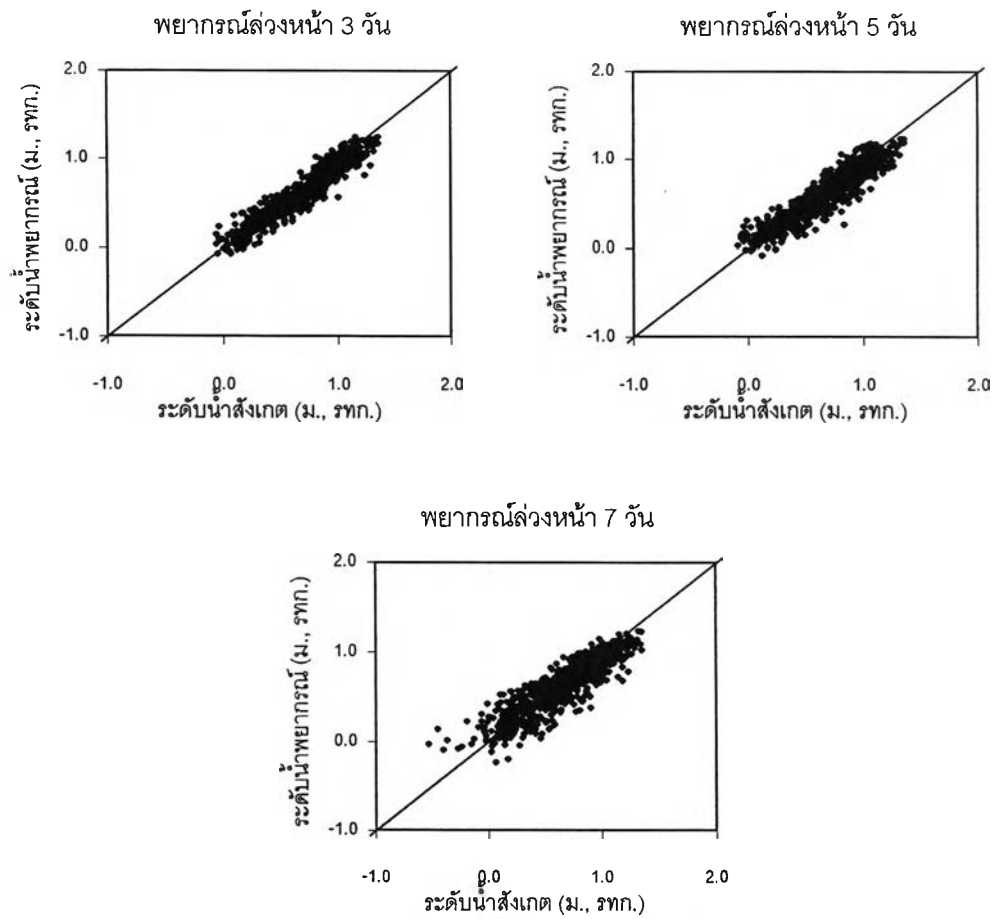 พยากรณ์ล่วงหน้า 3 วัน
ระดับน้ำพยากรณ์ (ม., รทก.)
2.0
1.0
0.0
-1.0
-1.0 0.0 1.0 2.0
ระดับน้ำสังเกต (ม., รทก.)
พยากรณ์ล่วงหน้า 5 วัน
ระดับน้ำพยากรณ์ (ม., รทก.)
2.0
1.0
0.0
-1.0
-1.0 0.0 1.0 2.0
ระดับน้ำสังเกต (ม., รทก.)
พยากรณ์ล่วงหน้า 7 วัน
ระดับน้ำพยากรณ์ (ม., รทก.)
2.0
1.0
0.0
-1.0
-1.0 0.0 1.0 2.0
ระดับน้ำสังเกต (ม., รทก.)